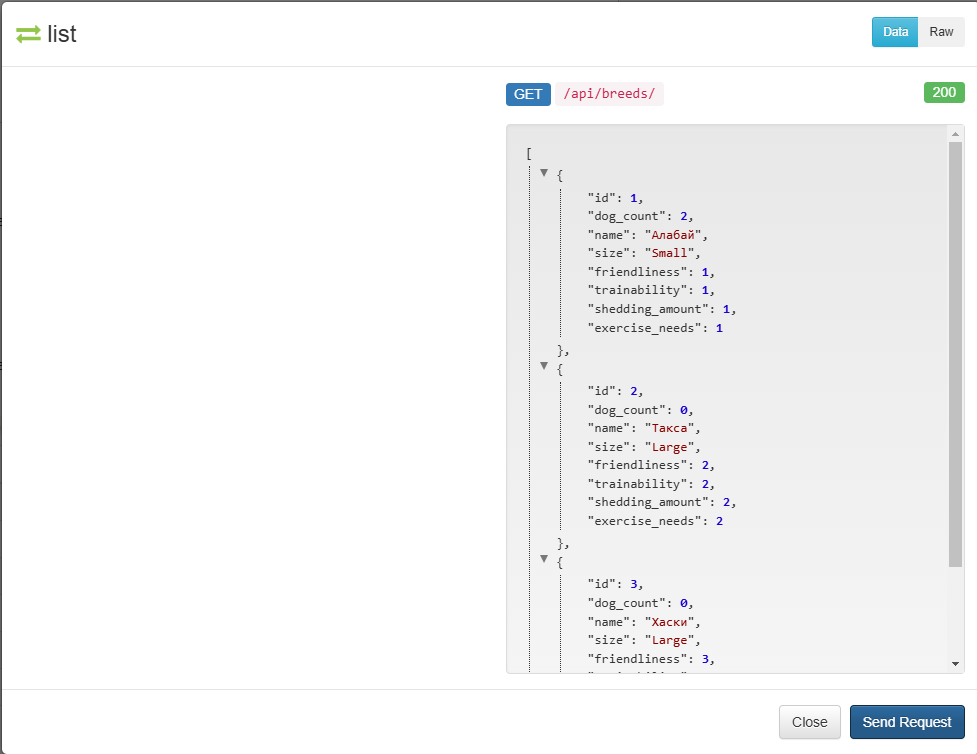 list
Data Raw
GET /api/breeds/ 200
[
{
"id": 1,
"dog_count": 2,
"name": "Алабай",
"size": "Small",
"friendliness": 1,
"trainability": 1,
"shedding_amount": 1,
"exercise_needs": 1
},
{
"id": 2,
"dog_count": 0,
"name": "Такса",
"size": "Large",
"friendliness": 2,
"trainability": 2,
"shedding_amount": 2,
"exercise_needs": 2
},
{
"id": 3,
"dog_count": 0,
"name": "Хаски",
"size": "Large",
"friendliness": 3,
Close Send Request